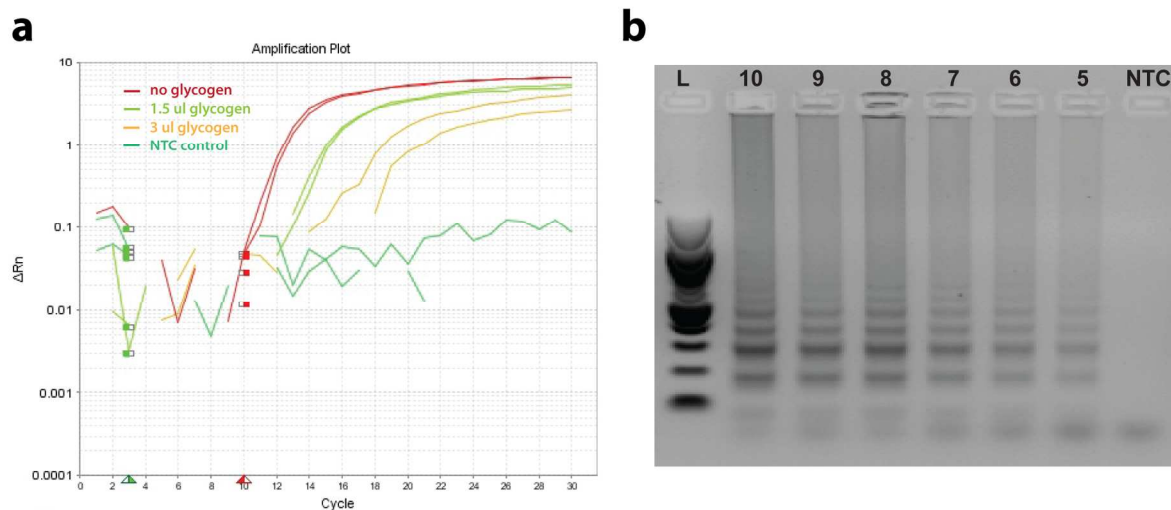 a
Amplification Plot
10
1
0.1
0.01
0.001
0.0001
ΔRn
no glycogen
1.5 ul glycogen
3 ul glycogen
NTC control
0 2 4 6 8 10 12 14 16 18 20 22 24 26 28 30
Cycle
b
L 10 9 8 7 6 5 NTC